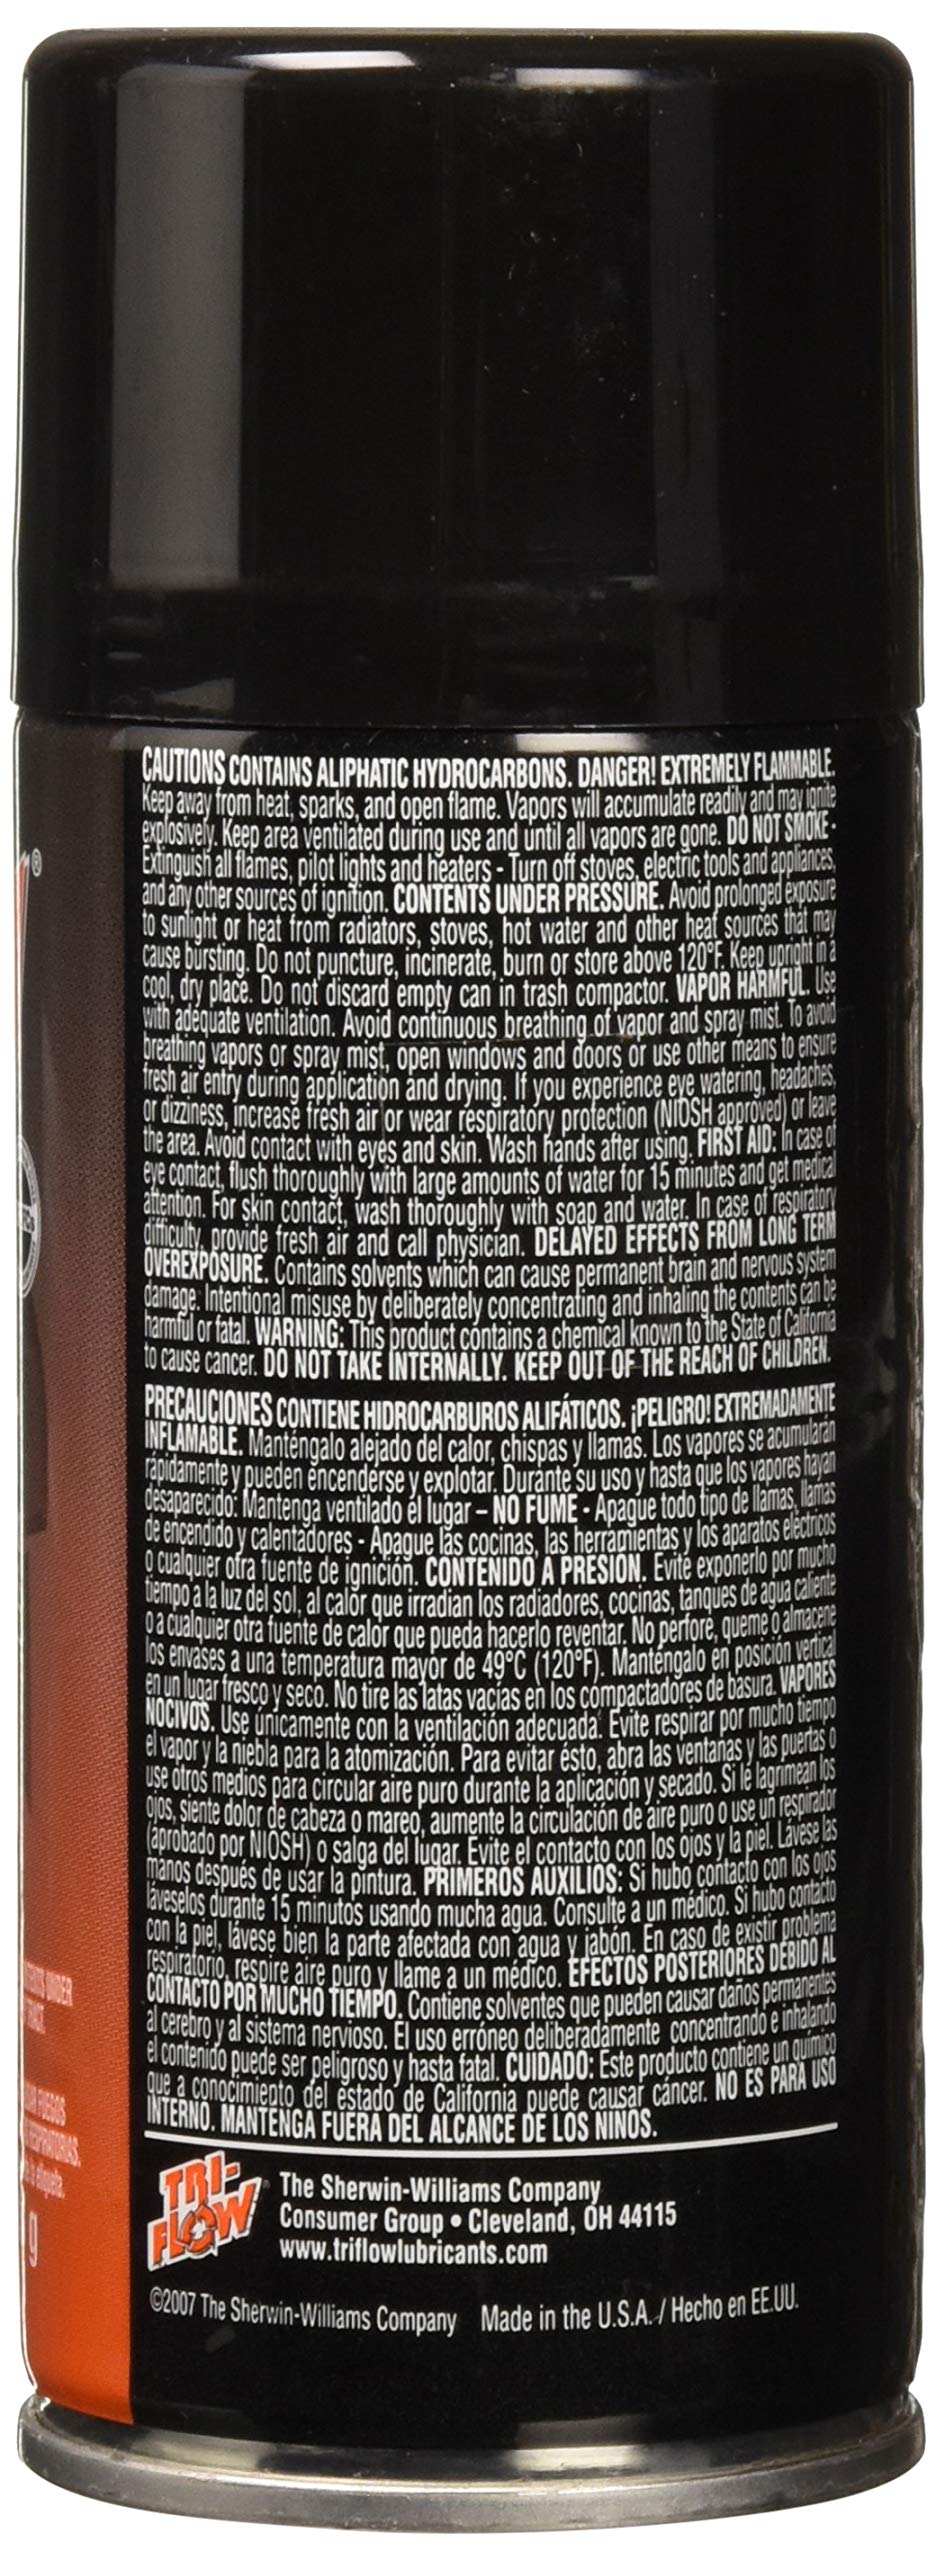 CAUTIONS CONTAINS ALIPHATIC HYDROCARBONS. DANGER! EXTREMELY FLAMMABLE.
Keep away from heat, sparks, and open flame. Vapors will accumulate readily and may ignite
explosively. Keep area ventilated during use and until all vapors are gone. DO NOT SMOKE -
Extinguish all flames, pilot lights and heaters - Turn off stoves, electric tools and appliances,
and any other sources of ignition. CONTENTS UNDER PRESSURE. Avoid prolonged exposure
to sunlight or heat from radiators, stoves, hot water and other heat sources that may
cause bursting. Do not puncture, incinerate, burn or store above 120°F. Keep upright in a
cool, dry place. Do not discard empty can in trash compactor. VAPOR HARMFUL. Use
with adequate ventilation. Avoid continuous breathing of vapor and spray mist. To avoid
breathing vapors or spray mist, open windows and doors or use other means to ensure
fresh air entry during application and drying. If you experience eye watering, headaches,
or dizziness, increase fresh air or wear respiratory protection (NIOSH approved) or leave
the area. Avoid contact with eyes and skin. Wash hands after using. FIRST AID: In case of
eye contact, flush thoroughly with large amounts of water for 15 minutes and get medical
attention. For skin contact, wash thoroughly with soap and water. In case of respiratory
difficulty, provide fresh air and call physician. DELAYED EFFECTS FROM LONG TERM
OVEREXPOSURE. Contains solvents which can cause permanent brain and nervous system
damage. Intentional misuse by deliberately concentrating and inhaling the contents can be
harmful or fatal. WARNING: This product contains a chemical known to the State of California
to cause cancer. DO NOT TAKE INTERNALLY. KEEP OUT OF THE REACH OF CHILDREN.
PRECAUCIONES CONTIENE HIDROCARBUROS ALIFÁTICOS. ¡PELIGRO! EXTREMADAMENTE
INFLAMABLE. Manténgalo alejado del calor, chispas y llamas. Los vapores se acumularán
rápidamente y pueden encenderse y explotar. Durante su uso y hasta que los vapores hayan
desaparecido: Mantenga ventilado el lugar – NO FUME - Apague todo tipo de llamas, llamas
de encendido y calentadores - Apague las cocinas, las herramientas y los aparatos eléctricos
o cualquier otra fuente de ignición. CONTENIDO A PRESIÓN. Evite exponerlo por mucho
tiempo a la luz del sol, al calor que irradian los radiadores, cocinas, tanques de agua caliente
o a cualquier otra fuente de calor que pueda hacerlo reventar. No perfore, queme o almacene
los envases a una temperatura mayor de 49°C (120°F). Manténgalo en posición vertical
en un lugar fresco y seco. No tire las latas vacías en los compactadores de basura. VAPORES
NOCIVOS. Use únicamente con la ventilación adecuada. Evite respirar por mucho tiempo
el vapor y la niebla para la atomización. Para evitar ésto, abra las ventanas y las puertas o
use otros medios para circular aire puro durante la aplicación y secado. Si le lagrimean los
ojos, siente dolor de cabeza o mareo, aumente la circulación de aire puro o use un respirador
(aprobado por NIOSH) o salga del lugar. Evite el contacto con los ojos y la piel. Lávese las
manos después de usar la pintura. PRIMEROS AUXILIOS: Si hubo contacto con los ojos
láveselos durante 15 minutos usando mucha agua. Consulte a un médico. Si hubo contacto
con la piel, lávese bien la parte afectada con agua y jabón. En caso de existir problema
respiratorio, respire aire puro y llame a un médico. EFECTOS POSTERIORES DEBIDO AL
CONTACTO POR MUCHO TIEMPO. Contiene solventes que pueden causar daños permanentes
al cerebro y al sistema nervioso. El uso erróneo deliberadamente concentrando e inhalando
el contenido puede ser peligroso y hasta fatal. CUIDADO: Este producto contiene un químico
que a conocimiento del estado de California puede causar cáncer. NO ES PARA USO
INTERNO. MANTENGA FUERA DEL ALCANCE DE LOS NIÑOS.
TRI-
FLOW
The Sherwin-Williams Company
Consumer Group • Cleveland, OH 44115
www.triflowlubricants.com
©2007 The Sherwin-Williams Company Made in the U.S.A. / Hecho en EE.UU.